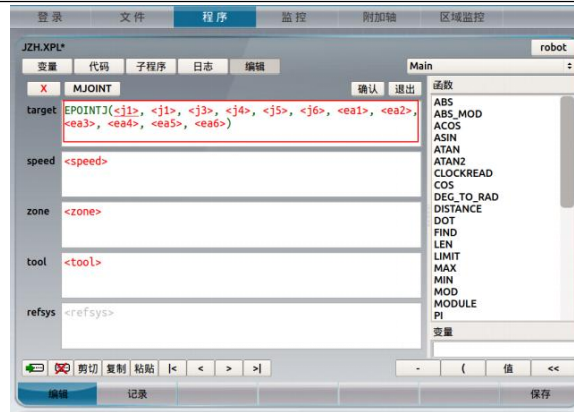 登录 文件 程序 监控 附加轴 区域监控
JZH.XPL* robot
变量 代码 子程序 日志 编辑 Main
X MJOINT 确认 退出 函数
target EPOINTJ(<j1>, <j1>, <j3>, <j4>, <j5>, <j6>, <ea1>, <ea2>,
<ea3>, <ea4>, <ea5>, <ea6>)
speed <speed>
zone <zone>
tool <tool>
refsys <refsys>
ABS
ABS_MOD
ACOS
ASIN
ATAN
ATAN2
CLOCKREAD
COS
DEG_TO_RAD
DISTANCE
DOT
FIND
LEN
LIMIT
MAX
MIN
MOD
MODULE
PI
变量
剪切 复制 粘贴 |< < > >| - ( 值 <<
编辑 记录 保存